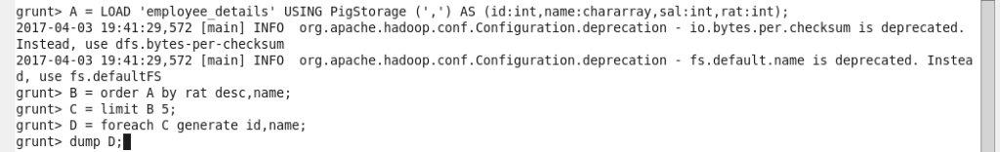 grunt> A = LOAD 'employee_details' USING PigStorage (',') AS (id:int,name:chararray,sal:int,rat:int);
2017-04-03 19:41:29,572 [main] INFO  org.apache.hadoop.conf.Configuration.deprecation - io.bytes.per.checksum is deprecated.
Instead, use dfs.bytes-per-checksum
2017-04-03 19:41:29,572 [main] INFO  org.apache.hadoop.conf.Configuration.deprecation - fs.default.name is deprecated. Instea
d, use fs.defaultFS
grunt> B = order A by rat desc,name;
grunt> C = limit B 5;
grunt> D = foreach C generate id,name;
grunt> dump D;